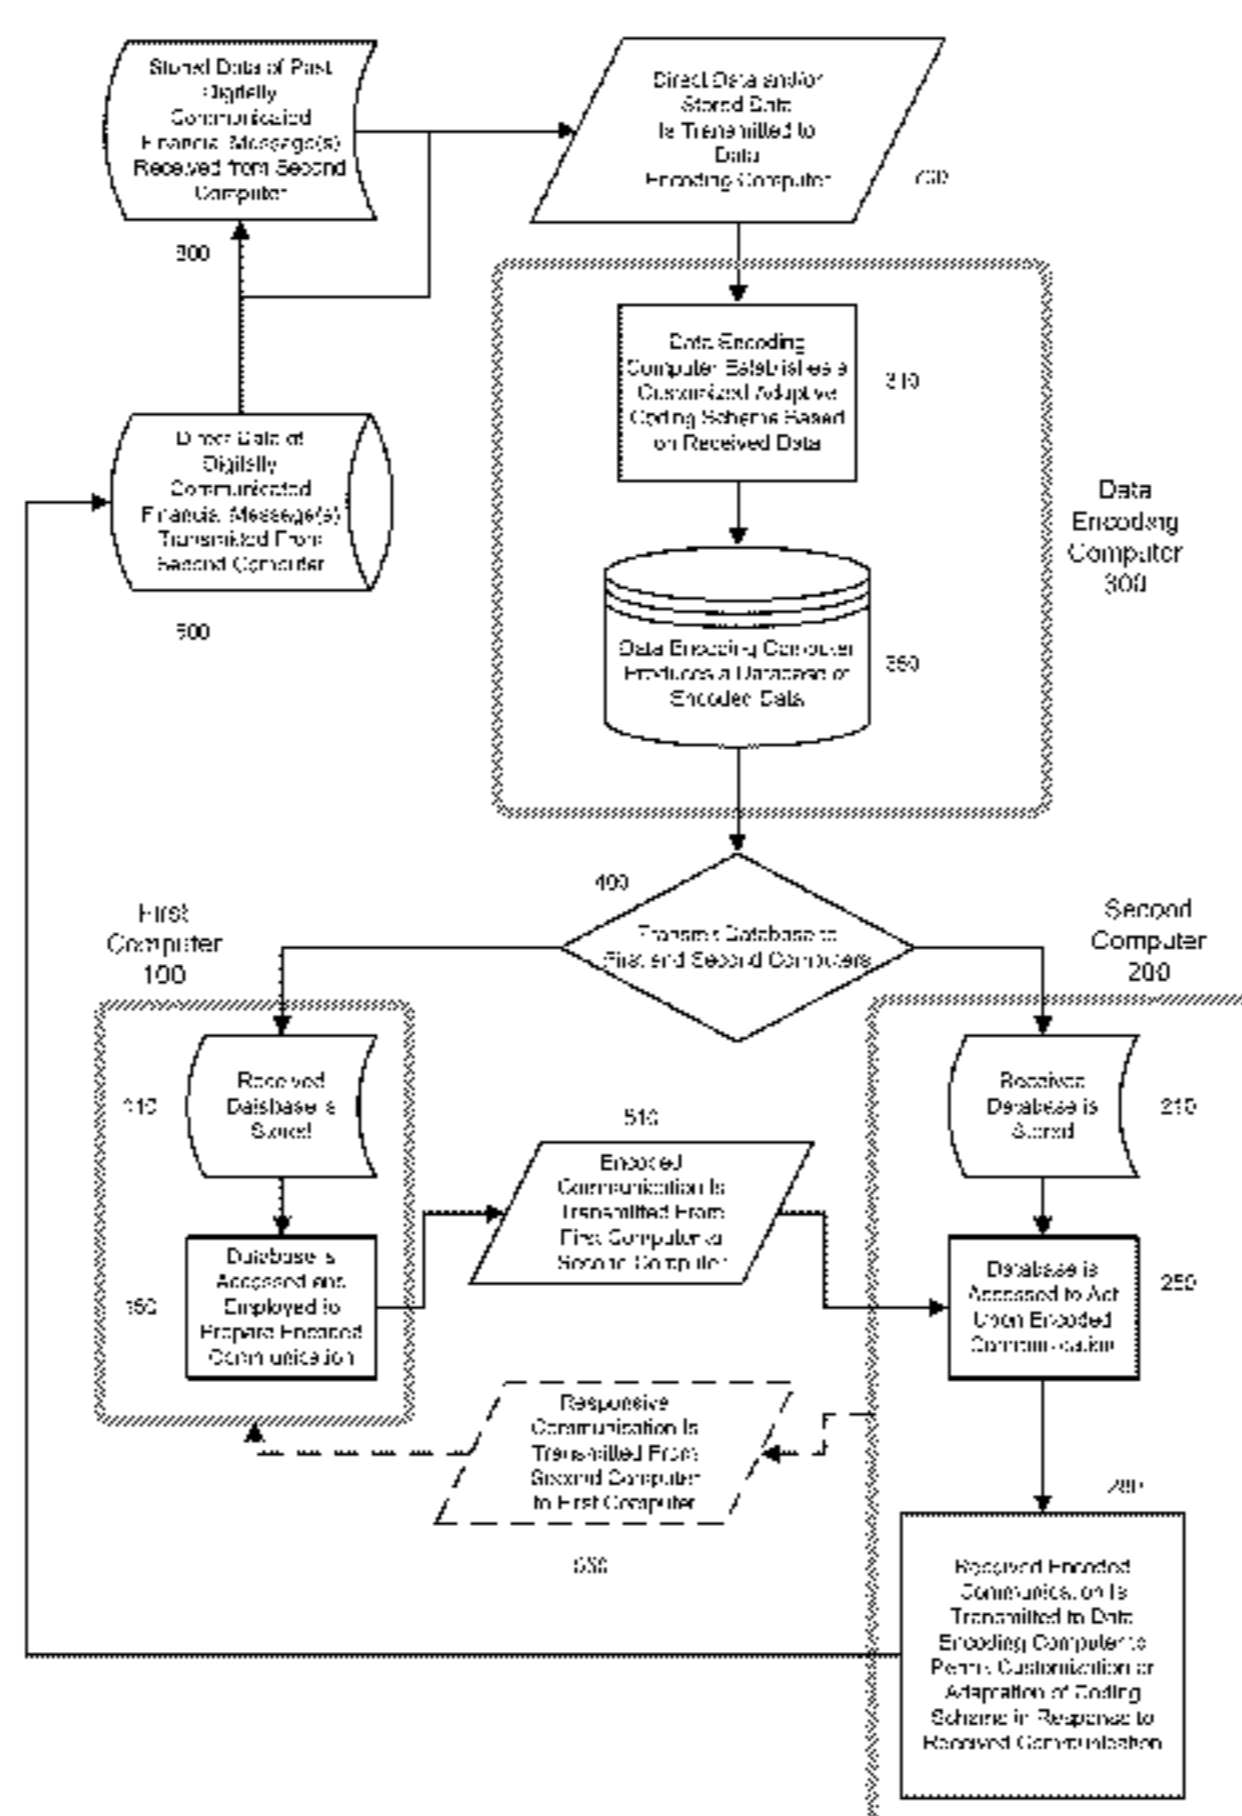 Stored Data of Past
Digitally
Communicated
Financial Message(s)
Received from Second
Computer
Direct Data and/or
Stored Data
Is Transmitted to
Data
Encoding Computer
Data Encoding
Computer Establishes a
Customized Adaptive
Coding Scheme Based
on Received Data
310
Direct Data of
Digitally
Communicated
Financial Message(s)
Transmitted From
Second Computer
Data
Encoding
Computer
300
Data Encoding Computer
Produces a Database of
Encoded Data
350
400
Transmit Database to
First and Second Computers
First
Computer
100
Second
Computer
200
Received
Database is
Stored
Received
Database is
Stored
210
Encoded
Communication Is
Transmitted From
First Computer to
Second Computer
Database is
Accessed and
Employed to
Prepare Encoded
Communication
150
Database is
Accessed to Act
Upon Encoded
Communication
250
Responsive
Communication Is
Transmitted From
Second Computer
to First Computer
Received Encoded
Communication Is
Transmitted to Data
Encoding Computer to
Permit Customization or
Adaptation of Coding
Scheme in Response to
Received Communication